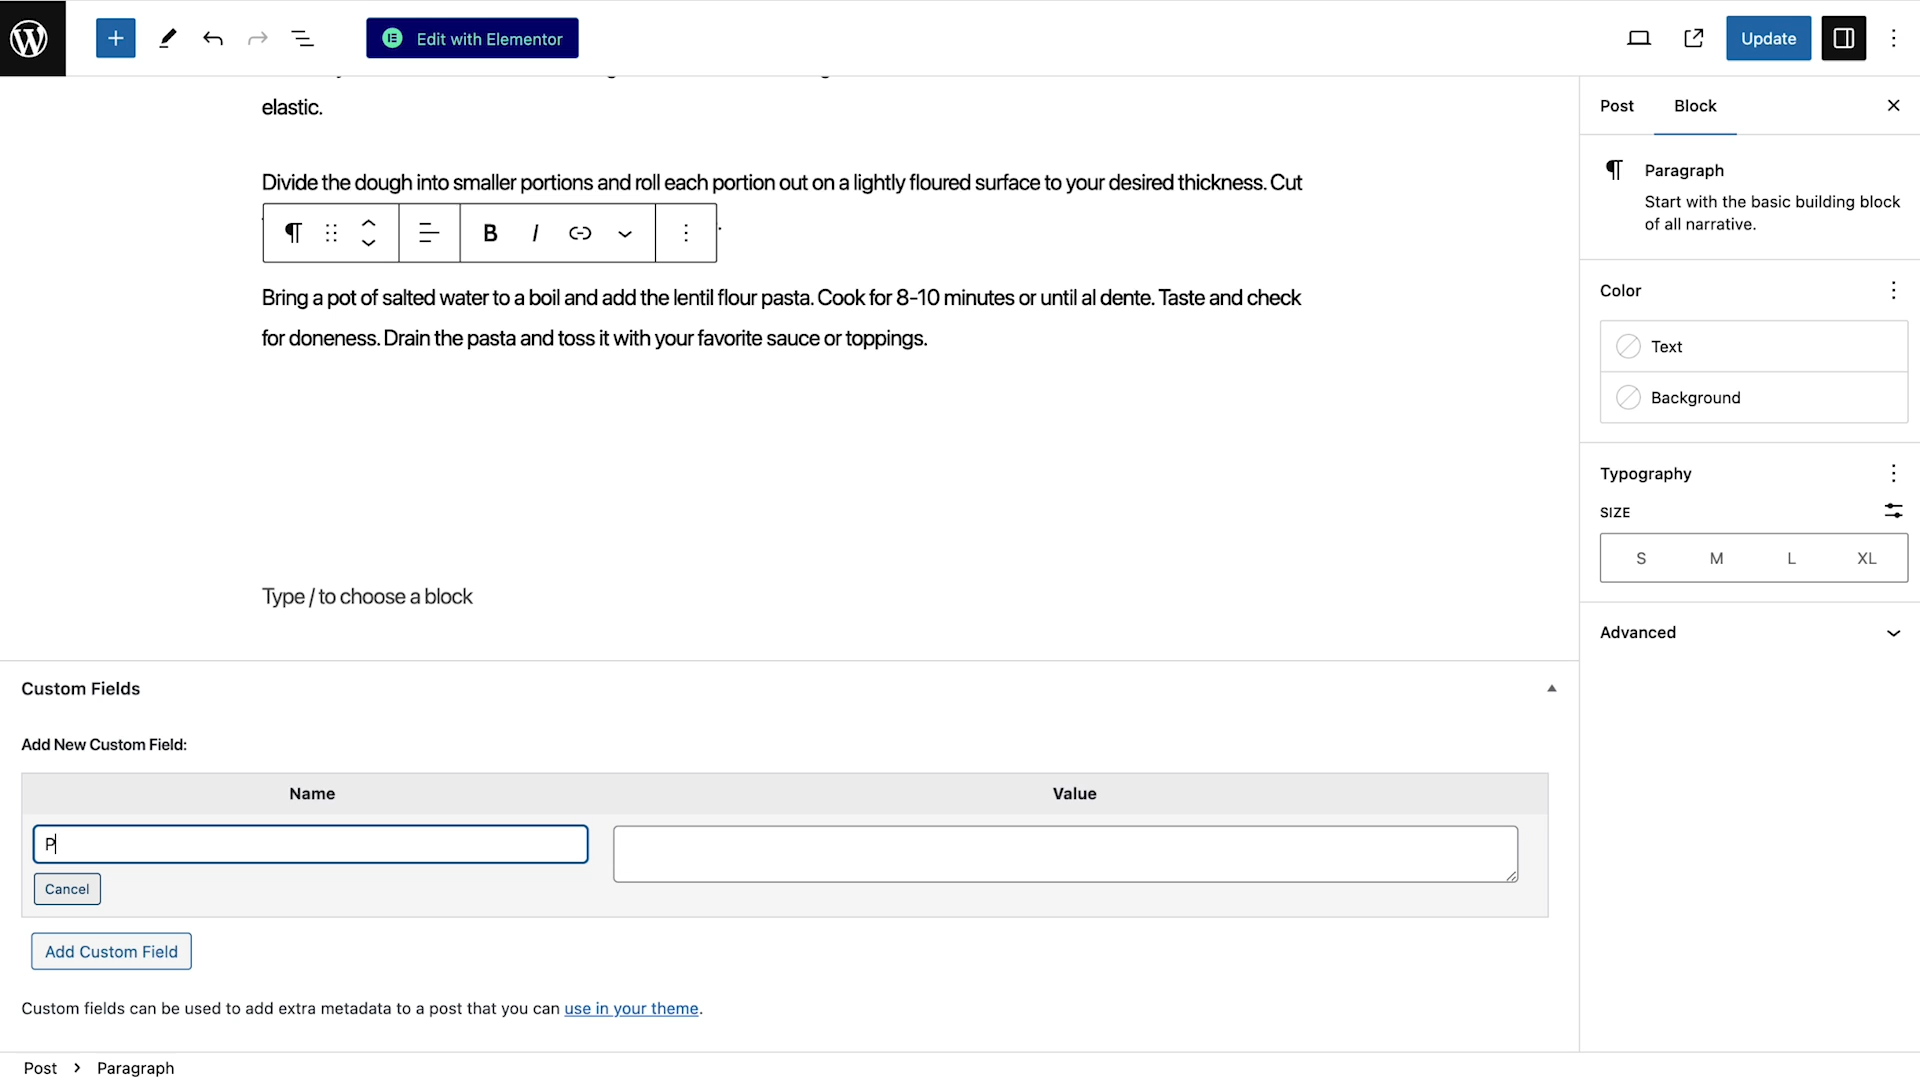 Edit with Elementor
Update
elastic.
Divide the dough into smaller portions and roll each portion out on a lightly floured surface to your desired thickness. Cut
B I
Bring a pot of salted water to a boil and add the lentil flour pasta. Cook for 8-10 minutes or until al dente. Taste and check
for doneness. Drain the pasta and toss it with your favorite sauce or toppings.
Type / to choose a block
Custom Fields
Add New Custom Field:
Name Value
P
Cancel
Add Custom Field
Custom fields can be used to add extra metadata to a post that you can use in your theme.
Post > Paragraph
Post Block
Paragraph
Start with the basic building block
of all narrative.
Color
Text
Background
Typography
SIZE
S M L XL
Advanced